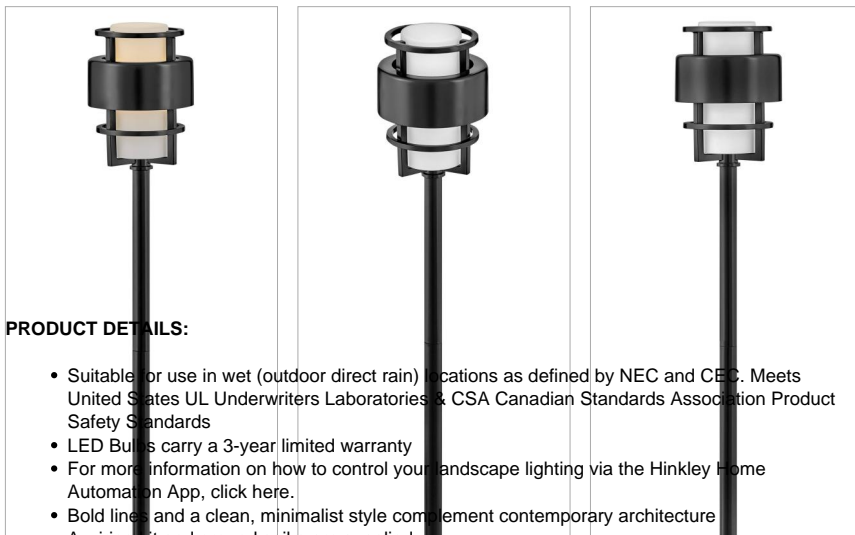 PRODUCT DETAILS:
• Suitable for use in wet (outdoor direct rain) locations as defined by NEC and CEC. Meets
United States UL Underwriters Laboratories & CSA Canadian Standards Association Product
Safety Standards
• LED Bulbs carry a 3-year limited warranty
• For more information on how to control your landscape lighting via the Hinkley Home
Automation App, click here.
• Bold lines and a clean, minimalist style complement contemporary architecture